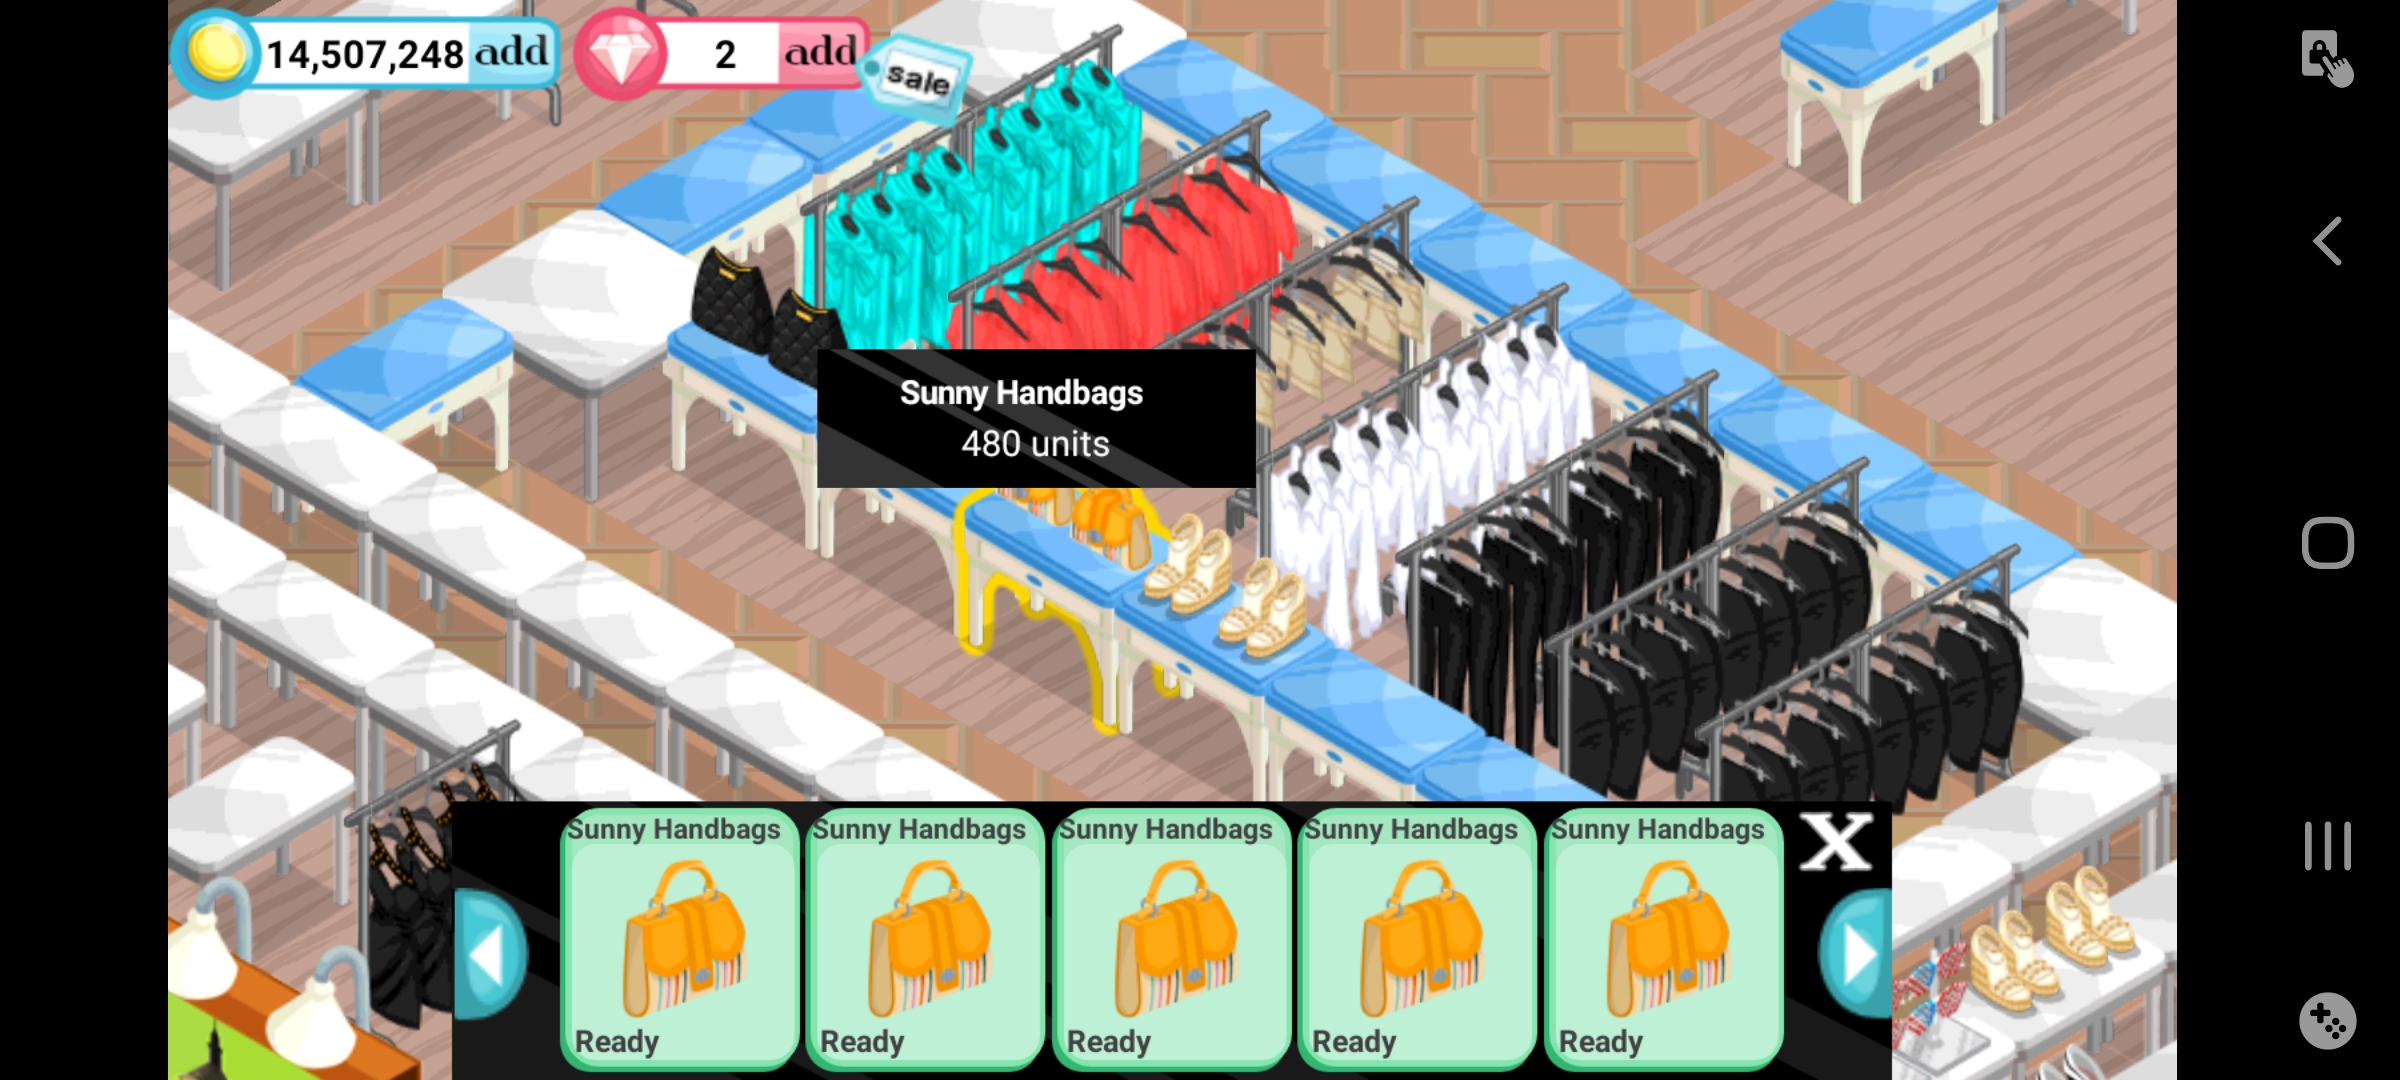 14,507,248 add
2 add
sale
Sunny Handbags
480 units
Sunny Handbags Sunny Handbags Sunny Handbags Sunny Handbags Sunny Handbags
X
Ready Ready Ready Ready Ready